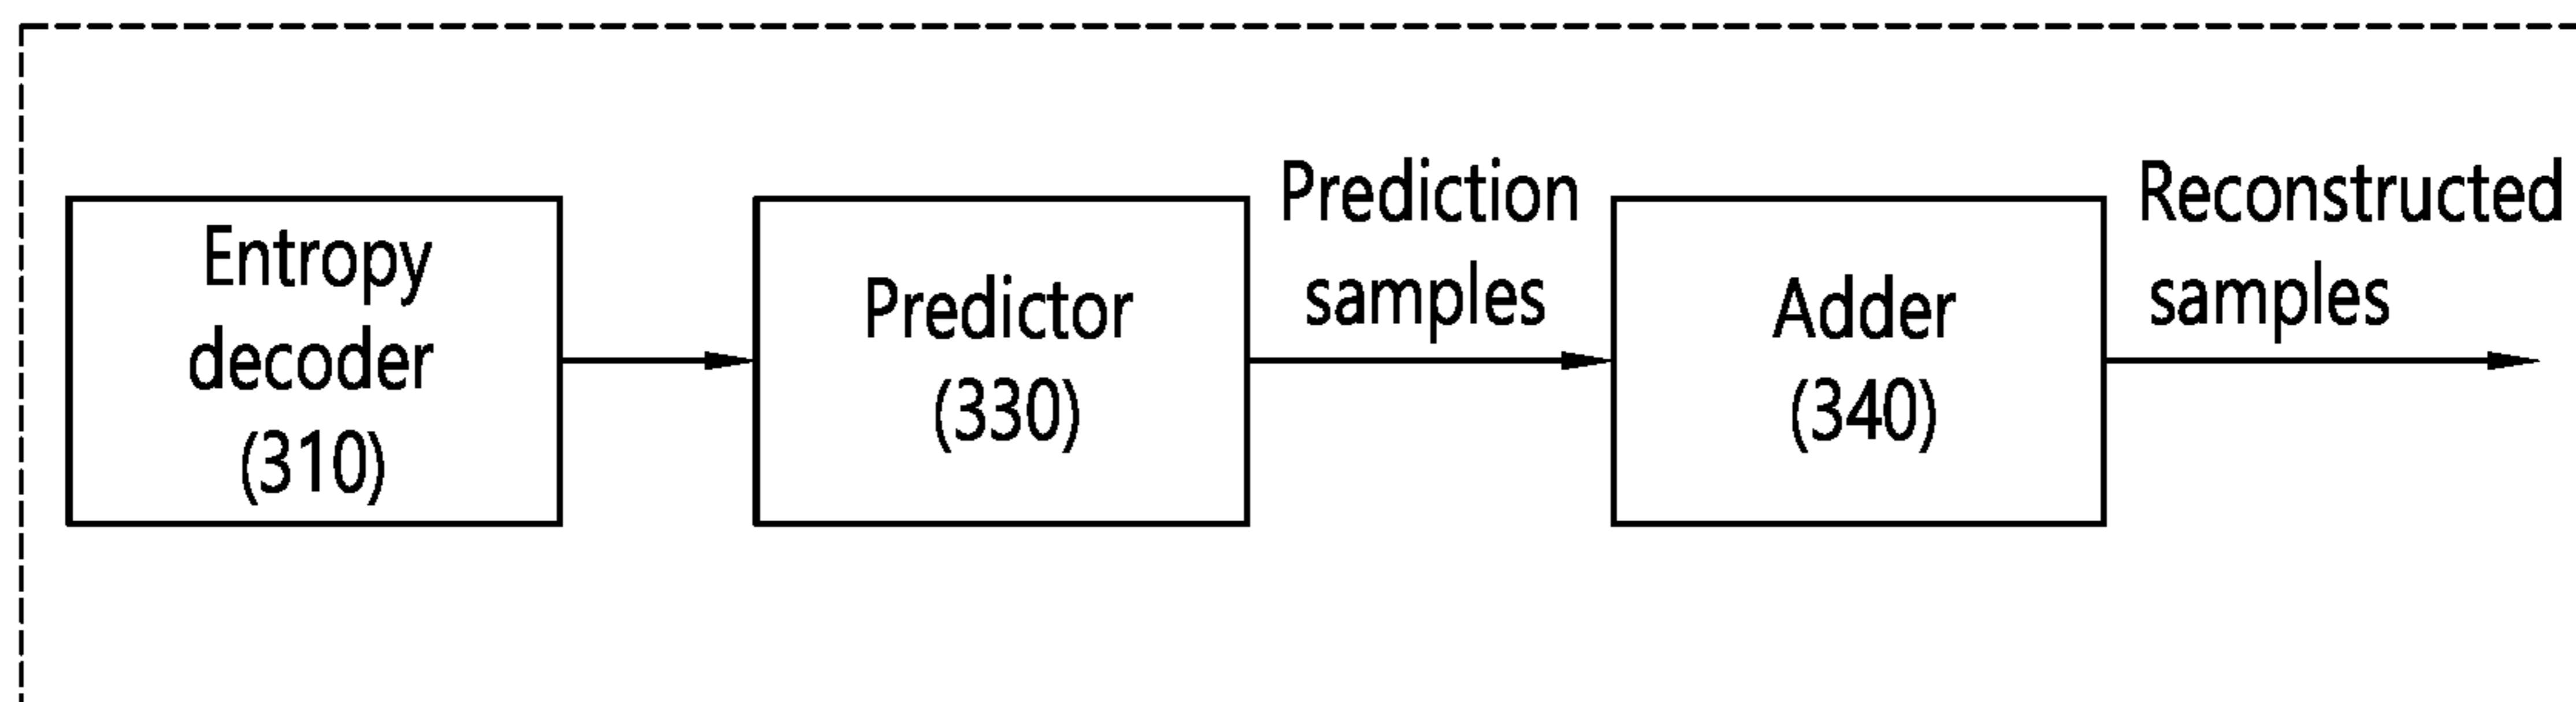 Entropy
decoder
(310)
Predictor
(330)
Prediction
samples
Adder
(340)
Reconstructed
samples